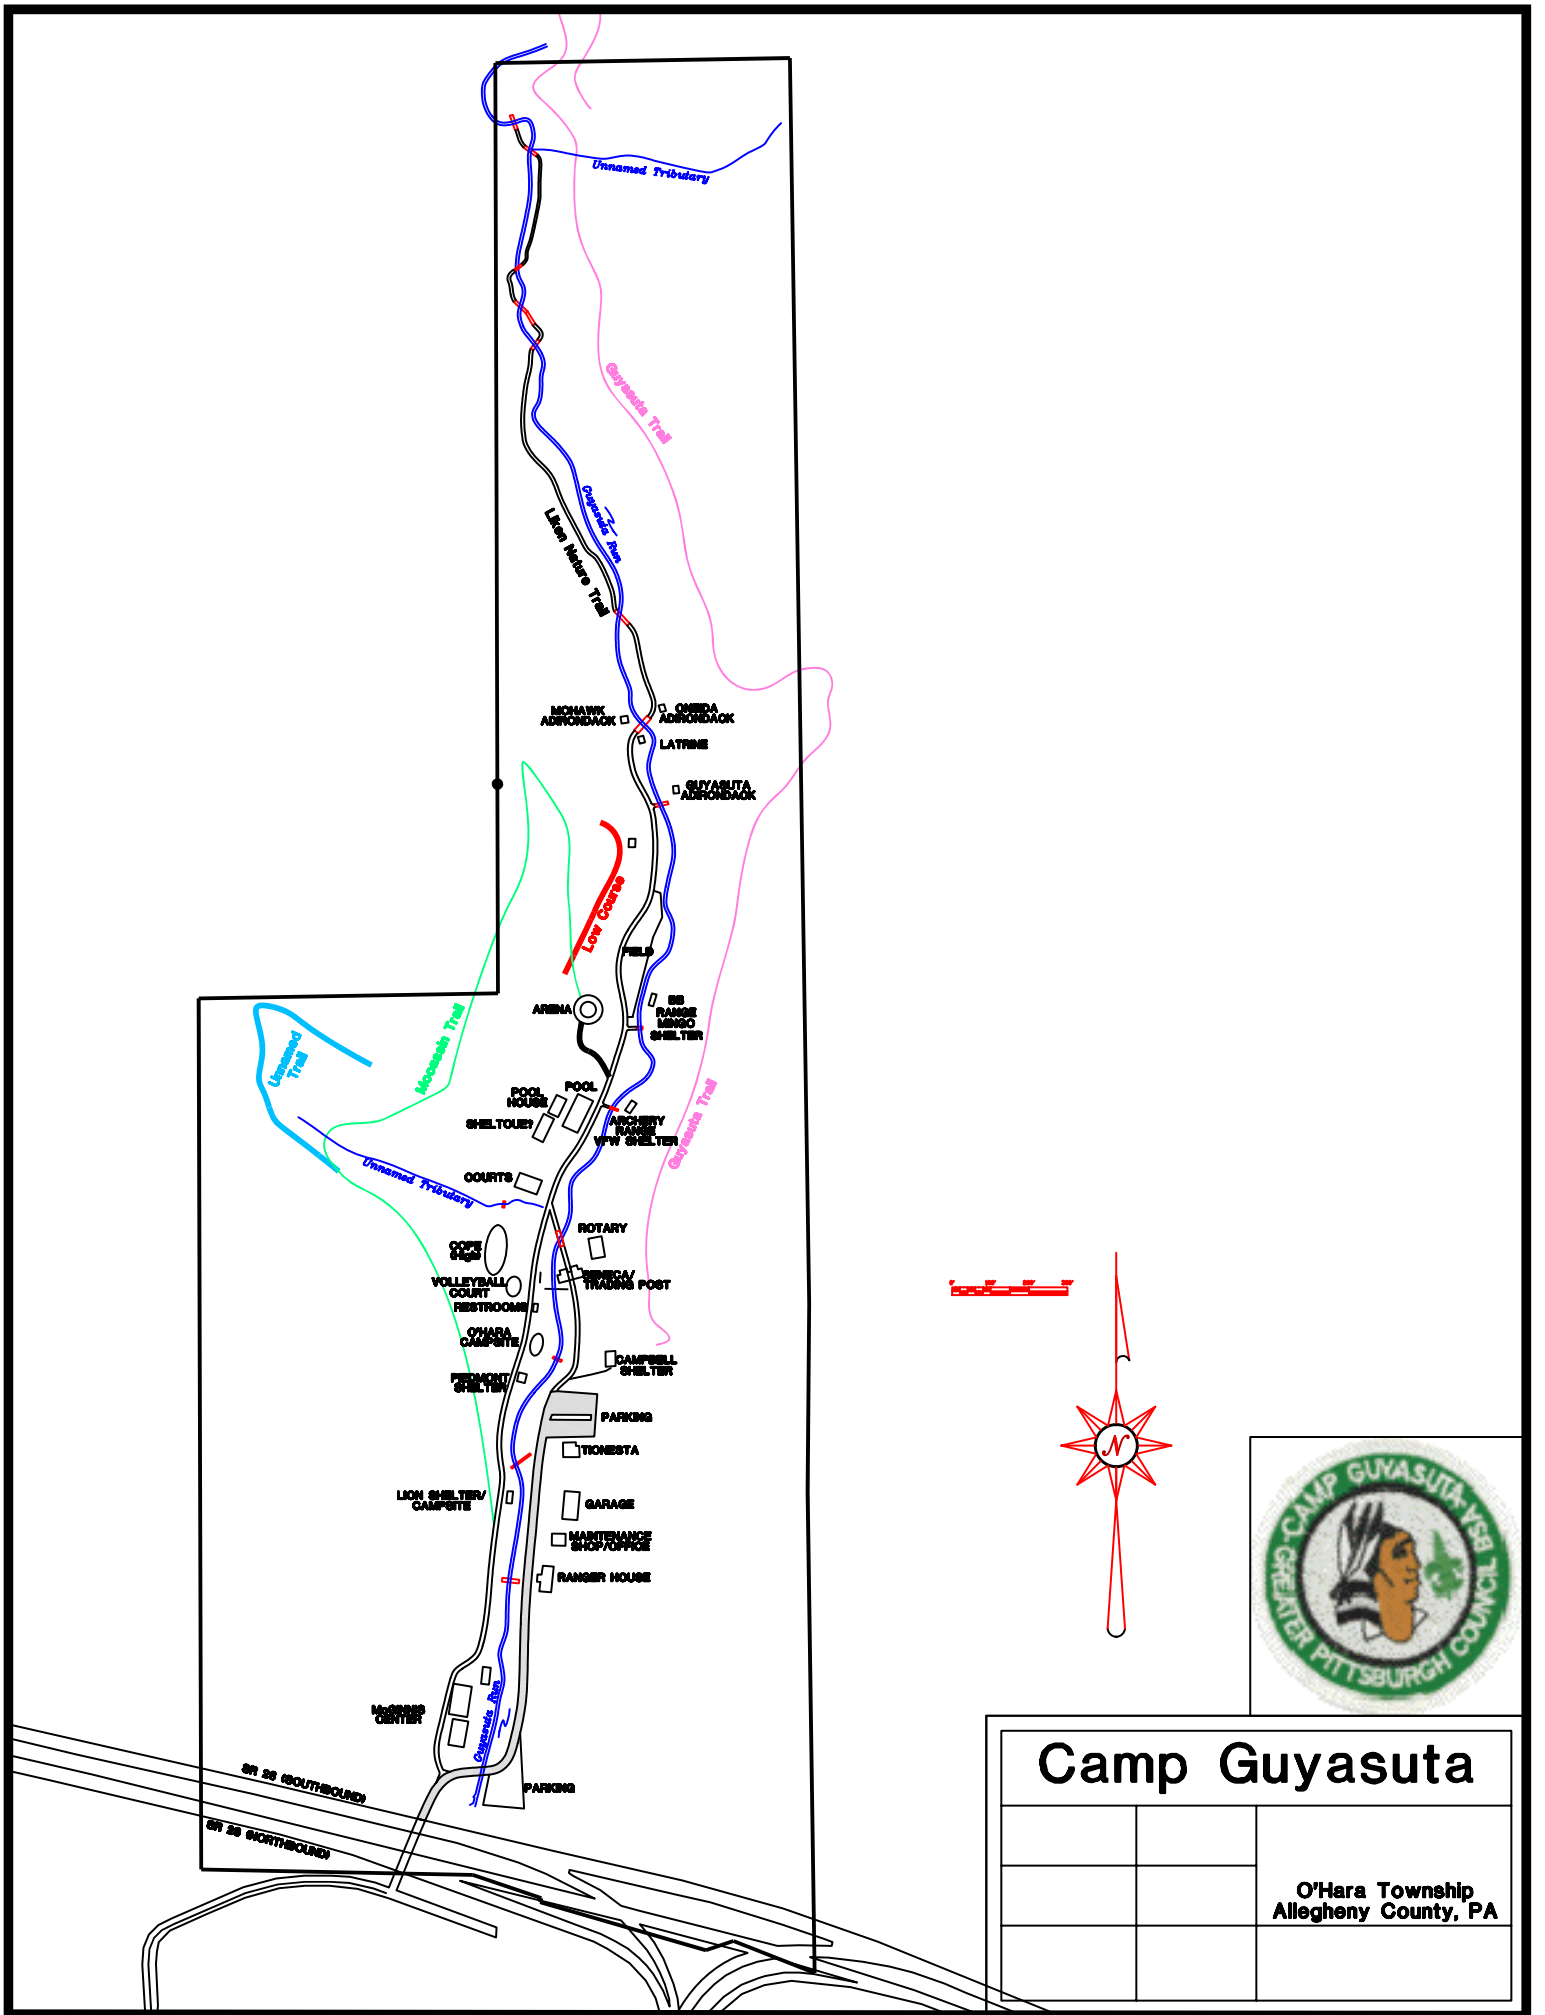 Unnamed Tributary
Guyasuta Trail
Guyasuta Run
Liken Nature Trail
MOHAWK
ADIRONDACK
ONEIDA
ADIRONDACK
LATRINE
GUYASUTA
ADIRONDACK
Low Course
FIELD
ARENA
BB
RANGE
MINGO
SHELTER
Unnamed
Trail
Moccasin Trail
POOL
HOUSE
POOL
SHELTOUE?
ARCHERY
RANGE
VFW SHELTER
Guyasuta Trail
COURTS
Unnamed Tributary
ROTARY
COPE
(High)
SENECA/
TRADING POST
VOLLEYBALL
COURT
RESTROOMS
O'HARA
CAMPSITE
CAMPBELL
SHELTER
PIEDMONT
SHELTER
PARKING
TIONESTA
LION SHELTER/
CAMPSITE
GARAGE
MAINTENANCE
SHOP/OFFICE
RANGER HOUSE
McGINNIS
CENTER
Guyasuta Run
PARKING
SR 28 (SOUTHBOUND)
SR 28 (NORTHBOUND)
N
CAMP GUYASUTA
GREATER PITTSBURGH COUNCIL BSA
Camp Guyasuta
O'Hara Township
Allegheny County, PA